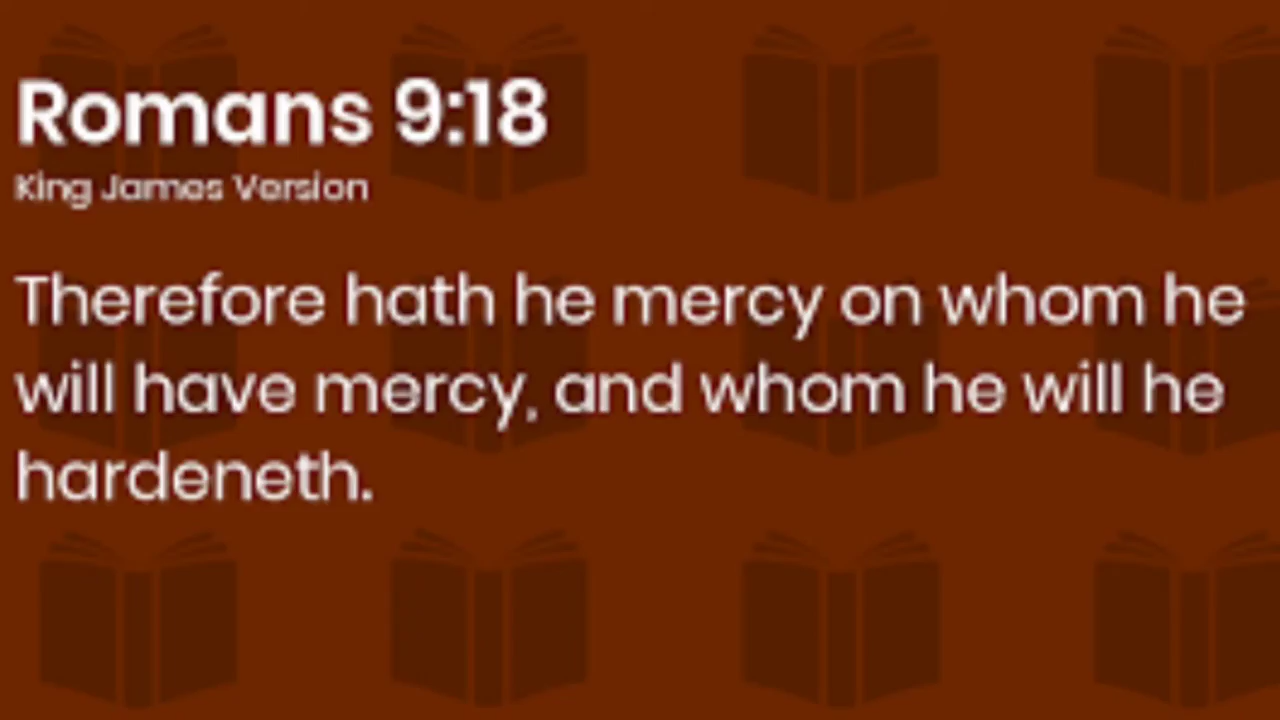 Romans 9:18
King James Version
Therefore hath he mercy on whom he
will have mercy, and whom he will he
hardeneth.